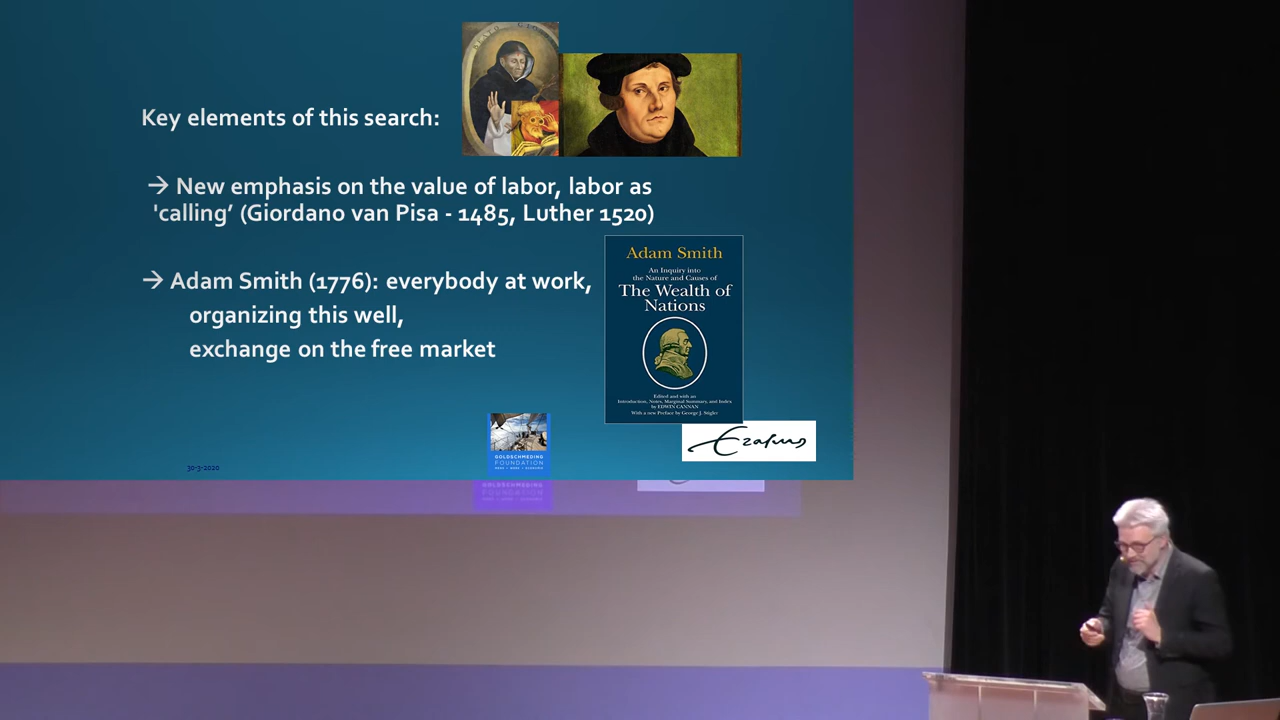 Key elements of this search:
→ New emphasis on the value of labor, labor as
'calling’ (Giordano van Pisa - 1485, Luther 1520)
→ Adam Smith (1776): everybody at work,
organizing this well,
exchange on the free market
Adam Smith
An Inquiry into
the Nature and Causes of
The Wealth of
Nations
Edited and with an
Introduction, Notes, Marginal Summary, and Index
by EDWIN CANNAN
With a new Preface by George J. Stigler
Erasmus
GOLDSCHMEDING
FOUNDATION
30-3-2020